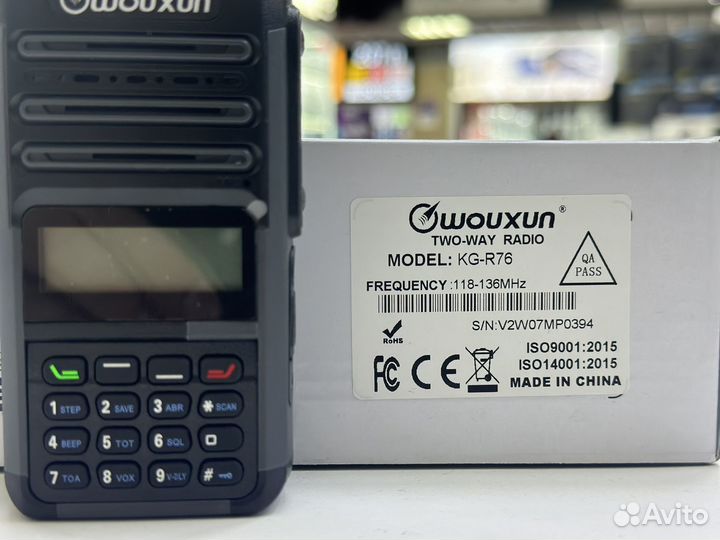 wouxun
1 STEP 2 SAVE 3 ABR * SCAN
4 BEEP 5 TOT 6 SQL
7 TOA 8 VOX 9 V-DLY #
wouxun®
TWO-WAY RADIO
MODEL: KG-R76
QA
PASS
FREQUENCY:118-136MHz
S/N:V2W07MP0394
RoHS
FC CE
ISO9001:2015
ISO14001:2015
MADE IN CHINA
Avito